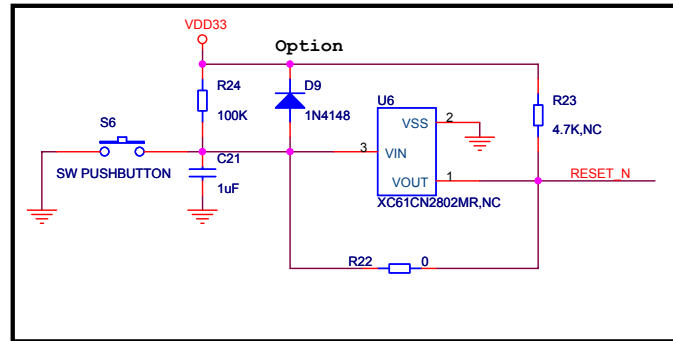 VDD33
Option
R24
D9
U6
R23
100K
1N4148
VSS
2
4.7K,NC
S6
3
VIN
C21
SW PUSHBUTTON
1uF
VOUT
1
RESET_N
XC61CN2802MR,NC
R22
0